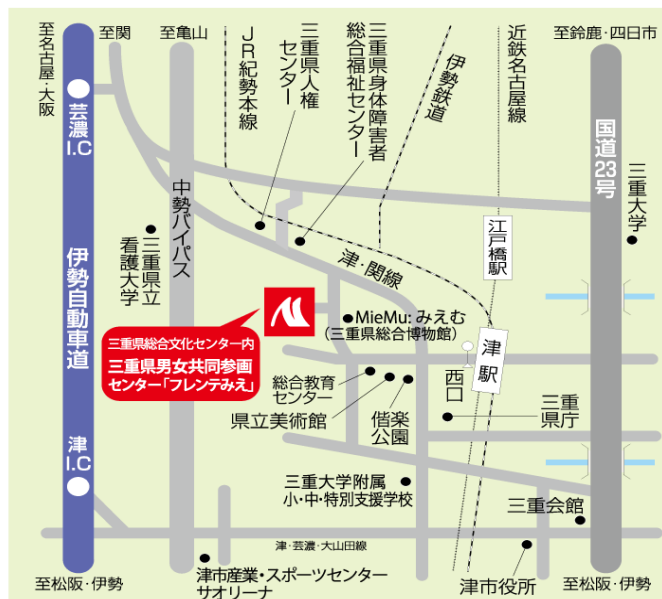 至名古屋・大阪
至関
至亀山
至鈴鹿・四日市
芸濃
I.C
伊勢自動車道
中勢バイパス
JR紀勢本線
三重県人権
センター
三重県身体障害者
総合福祉センター
伊勢鉄道
近鉄名古屋線
国道23号
三重大学
三重県立
看護大学
江戸橋駅
津・関線
MieMu:みえむ
(三重県総合博物館)
三重県総合文化センター内
三重県男女共同参画
センター「フレンテみえ」
津駅
西口
総合教育
センター
県立美術館
偕楽
公園
三重
県庁
津
I.C
三重大学附属
小・中・特別支援学校
三重会館
津・芸濃・大山田線
津市産業・スポーツセンター
サオリーナ
津市役所
至松阪・伊勢
至松阪・伊勢